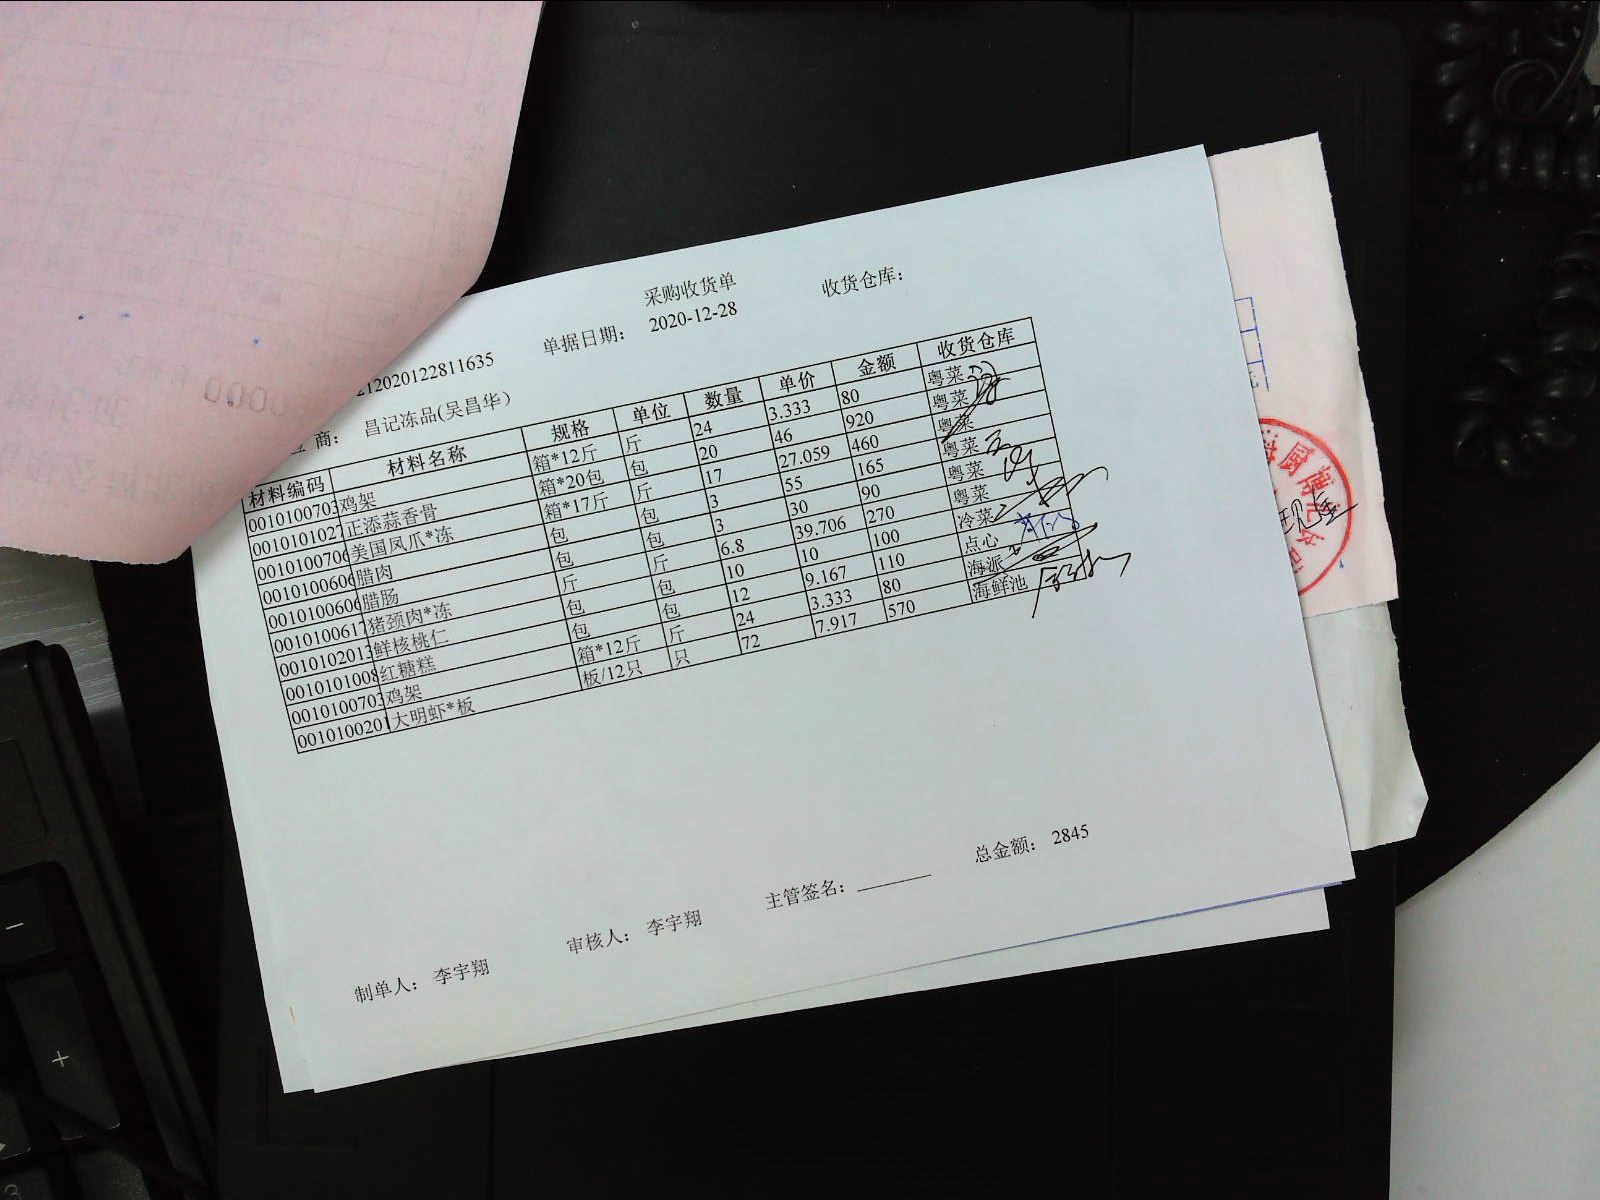 采购收货单 收货仓库:
212020122811635 单据日期: 2020-12-28
商: 昌记冻品(吴昌华)
材料编码 材料名称 规格 单位 数量 单价 金额 收货仓库
0010100703 鸡架 箱*12斤 斤 24 3.333 80 粤菜
0010101027 正添蒜香骨 箱*20包 包 20 46 920 粤菜
0010100706 美国凤爪*冻 箱*17斤 斤 17 27.059 460 粤菜
0010100606 腊肉 包 包 3 55 165 粤菜
0010100606 腊肠 包 包 3 30 90 粤菜
0010100617 猪颈肉*冻 斤 斤 6.8 39.706 270 粤菜
0010102013 鲜核桃仁 包 包 10 10 100 冷菜
0010101008 红糖糕 包 包 12 9.167 110 点心
0010100703 鸡架 箱*12斤 斤 24 3.333 80 海派
0010100201 大明虾*板 板/12只 只 72 7.917 570 海鲜池
制单人: 李宇翔 审核人: 李宇翔 主管签名: 总金额: 2845
现金